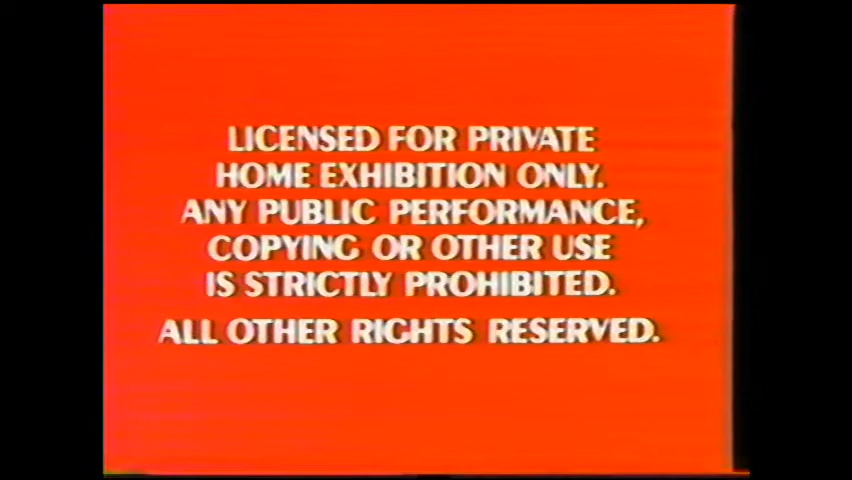 LICENSED FOR PRIVATE
HOME EXHIBITION ONLY.
ANY PUBLIC PERFORMANCE,
COPYING OR OTHER USE
IS STRICTLY PROHIBITED.
ALL OTHER RIGHTS RESERVED.